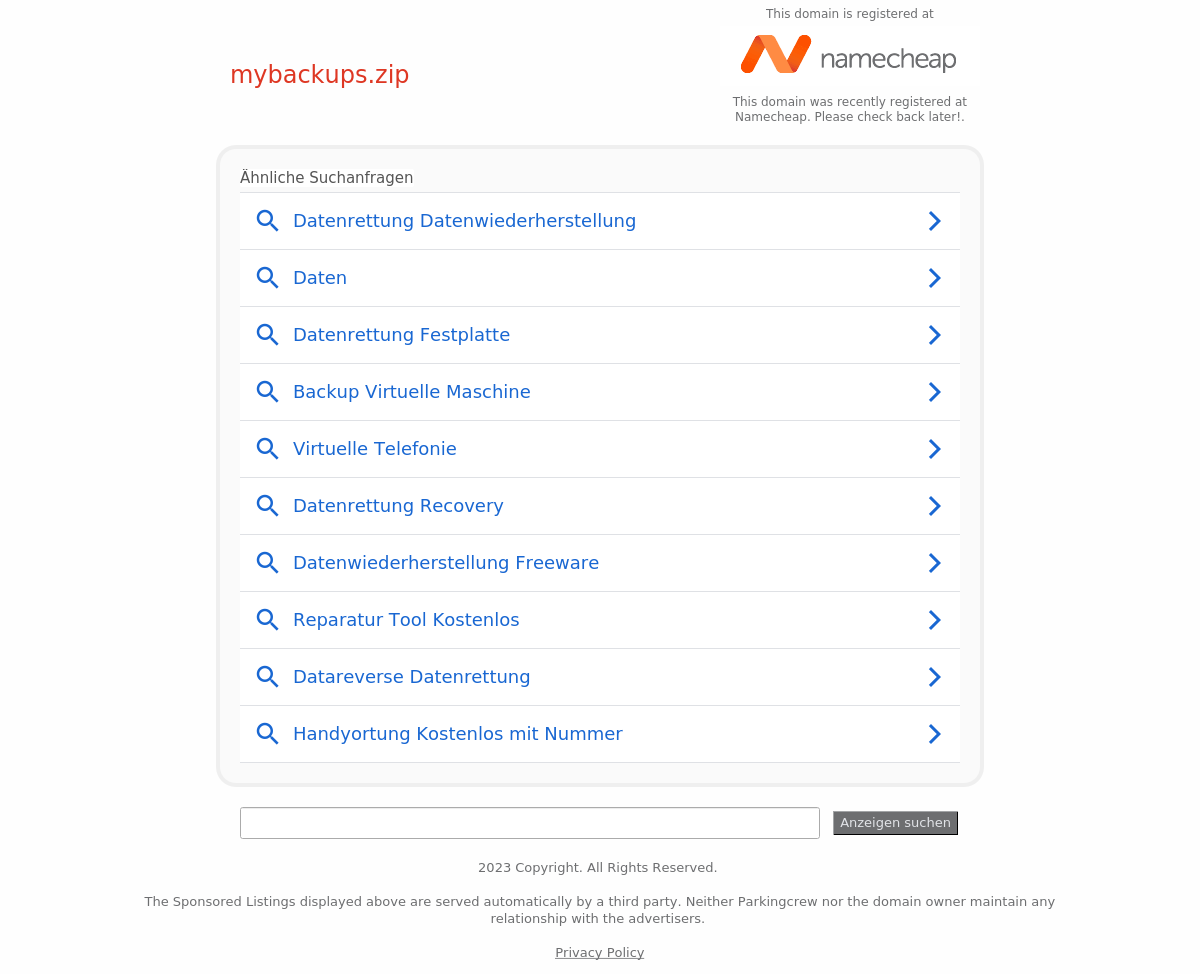 This domain is registered at
mybackups.zip
namecheap
This domain was recently registered at
Namecheap. Please check back later!.
Ähnliche Suchanfragen
Datenrettung Datenwiederherstellung
Daten
Datenrettung Festplatte
Backup Virtuelle Maschine
Virtuelle Telefonie
Datenrettung Recovery
Datenwiederherstellung Freeware
Reparatur Tool Kostenlos
Datareverse Datenrettung
Handyortung Kostenlos mit Nummer
Anzeigen suchen
2023 Copyright. All Rights Reserved.
The Sponsored Listings displayed above are served automatically by a third party. Neither Parkingcrew nor the domain owner maintain any
relationship with the advertisers.
Privacy Policy